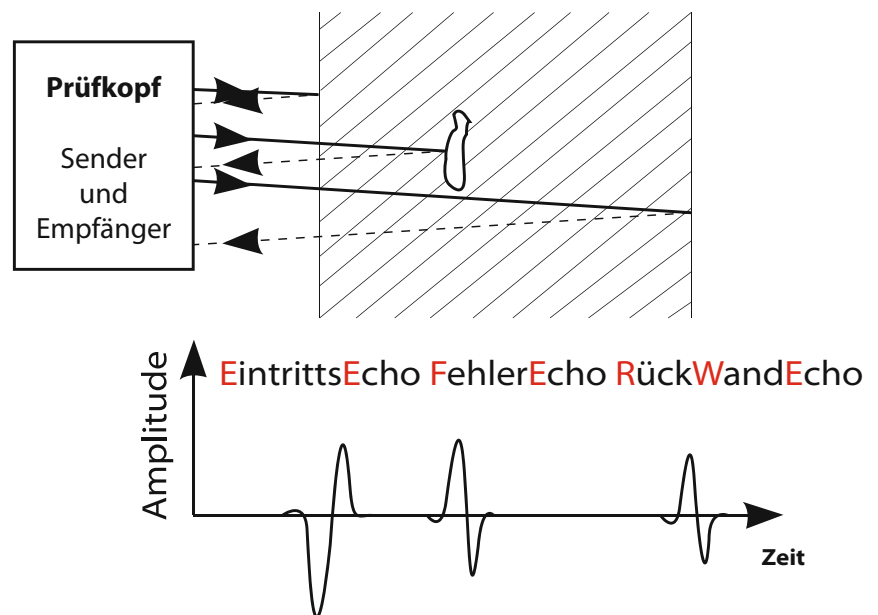 Prüfkopf
Sender
und
Empfänger
EintrittsEcho FehlerEcho RückWandEcho
Amplitude
Zeit